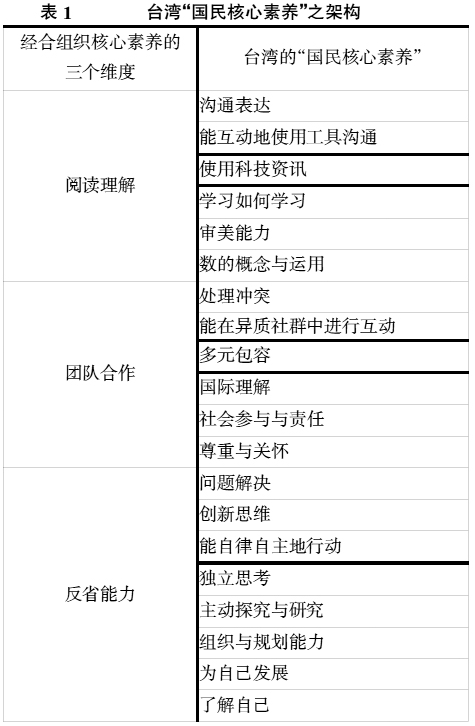 表 1 台湾“国民核心素养”之架构
经合组织核心素养的
三个维度
台湾的“国民核心素养”
阅读理解
沟通表达
能互动地使用工具沟通
使用科技资讯
学习如何学习
审美能力
数的概念与运用
团队合作
处理冲突
能在异质社群中进行互动
多元包容
国际理解
社会参与与责任
尊重与关怀
反省能力
问题解决
创新思维
能自律自主地行动
独立思考
主动探究与研究
组织与规划能力
为自己发展
了解自己